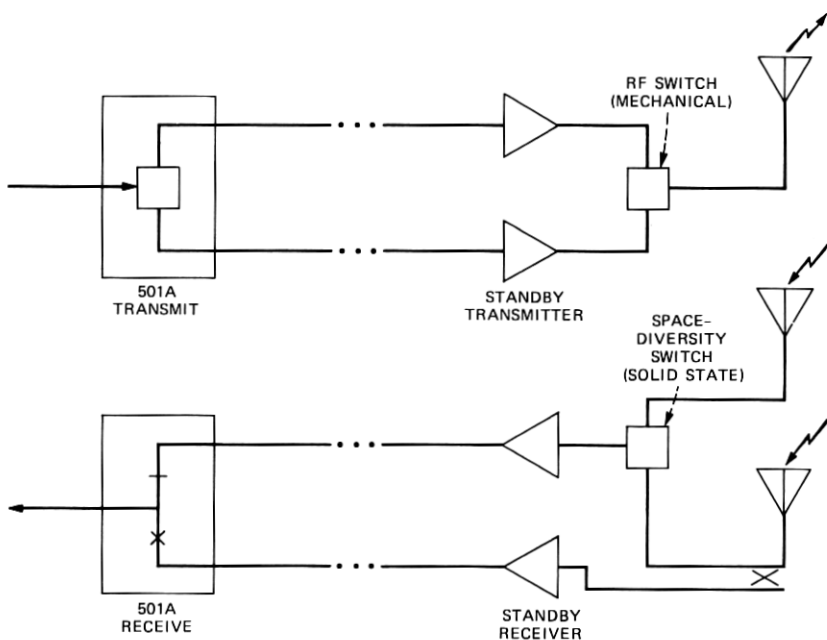 RF SWITCH
(MECHANICAL)
501A
TRANSMIT
STANDBY
TRANSMITTER
SPACE-
DIVERSITY
SWITCH
(SOLID STATE)
501A
RECEIVE
STANDBY
RECEIVER